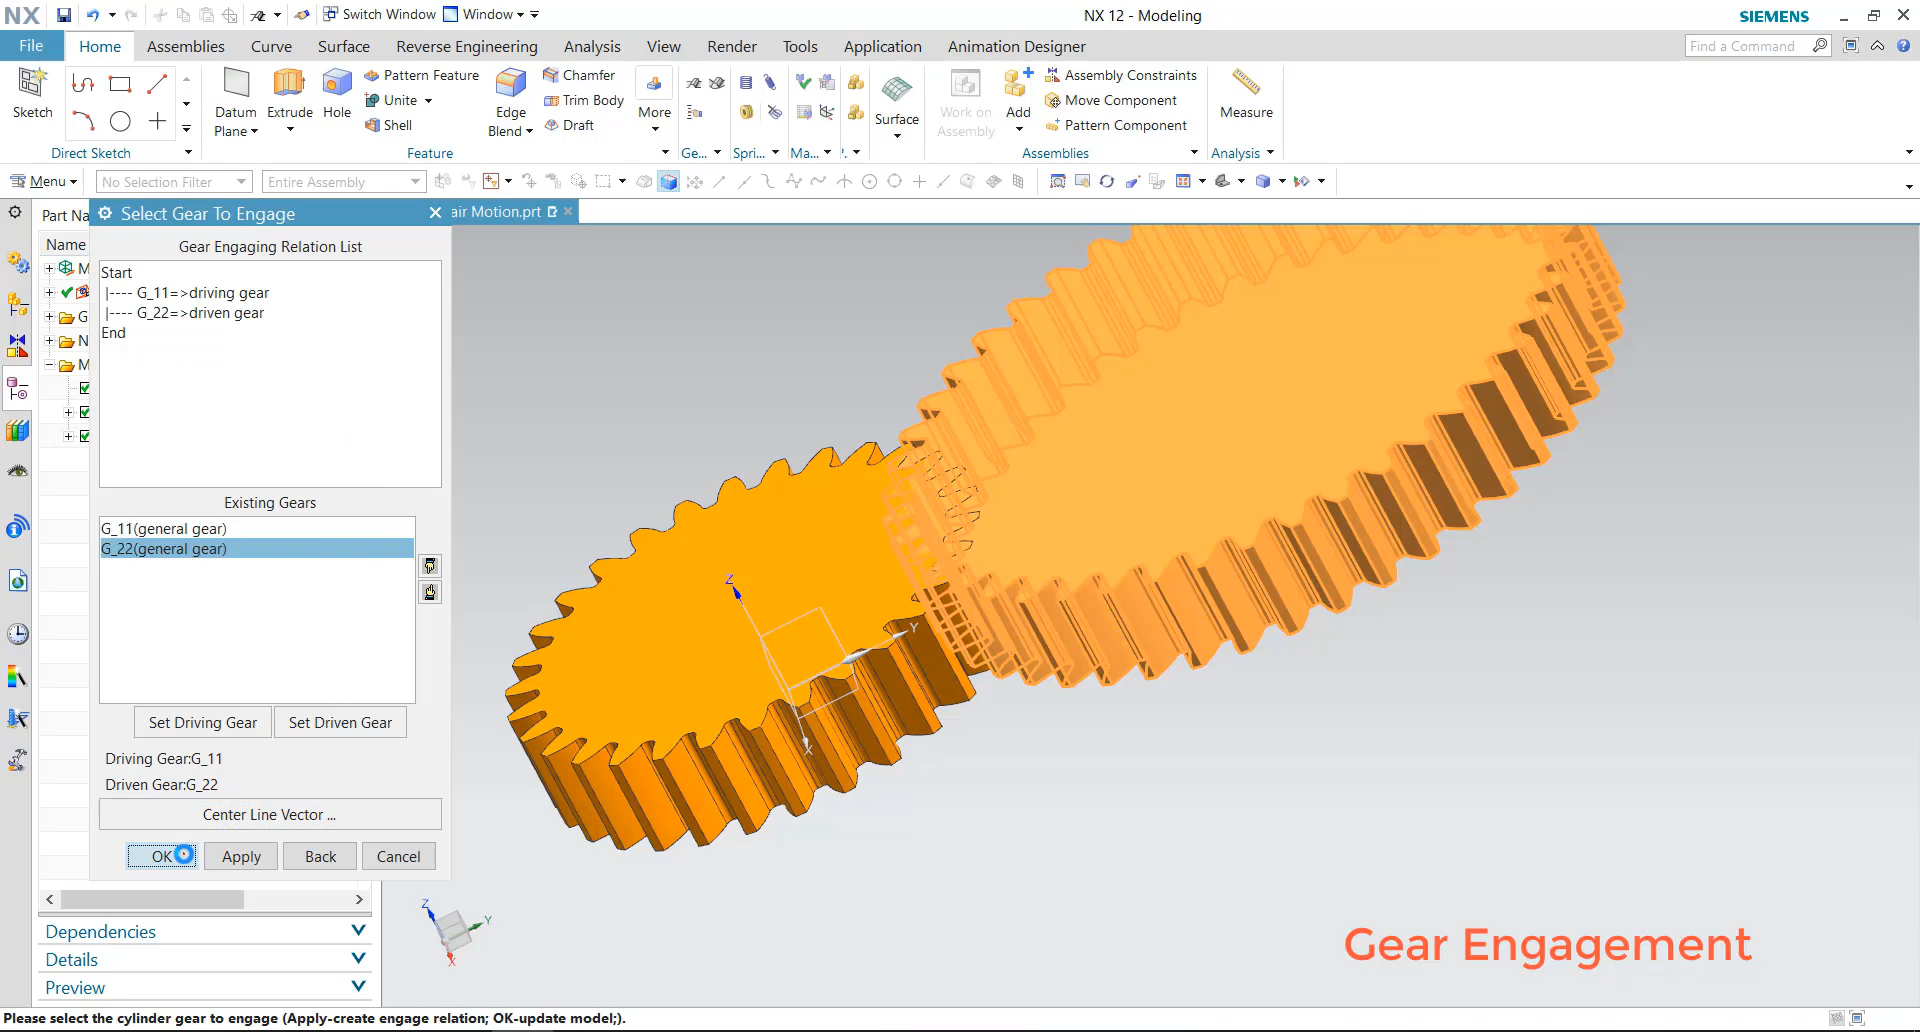 NX
Switch Window
Window
NX 12 - Modeling
SIEMENS
File
Home
Assemblies
Curve
Surface
Reverse Engineering
Analysis
View
Render
Tools
Application
Animation Designer
Find a Command
Sketch
Datum
Plane
Extrude
Hole
Pattern Feature
Unite
Shell
Edge
Blend
Chamfer
Trim Body
Draft
More
Surface
Work on
Assembly
Add
Assembly Constraints
Move Component
Pattern Component
Measure
Direct Sketch
Feature
Ge...
Spri...
Ma...
Assemblies
Analysis
Menu
No Selection Filter
Entire Assembly
Part Na
Select Gear To Engage
air Motion.prt
Name
M
G
N
M
Gear Engaging Relation List
Start
|---- G_11=>driving gear
|---- G_22=>driven gear
End
Existing Gears
G_11(general gear)
G_22(general gear)
Set Driving Gear
Set Driven Gear
Driving Gear:G_11
Driven Gear:G_22
Center Line Vector ...
OK
Apply
Back
Cancel
Z
Y
X
Z
Y
X
Dependencies
Details
Preview
Gear Engagement
Please select the cylinder gear to engage (Apply-create engage relation; OK-update model;).